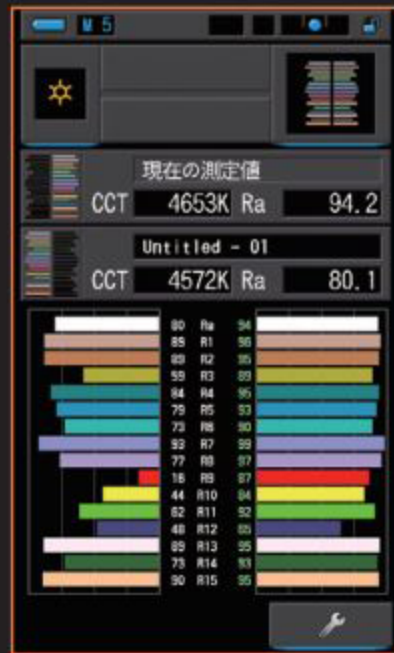 M 5
現在の測定値
CCT 4653K Ra 94.2
Untitled - 01
CCT 4572K Ra 80.1
80 Ra 94
89 R1 96
89 R2 95
59 R3 89
84 R4 95
79 R5 93
73 R6 90
93 R7 99
77 R8 97
16 R9 87
44 R10 84
62 R11 92
48 R12 65
89 R13 95
73 R14 93
90 R15 95